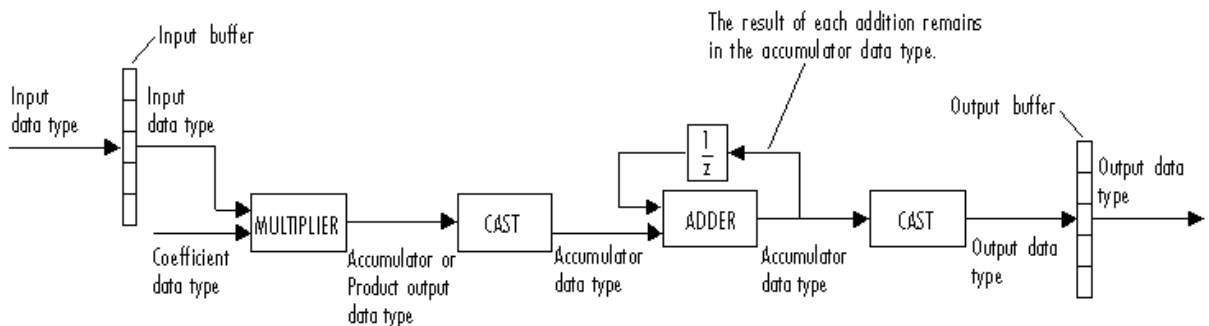 The result of each addition remains
in the accumulator data type.
Input buffer
Input
data type
Input
data type
Output buffer
1
z
Output data
type
MULTIPLIER
CAST
ADDER
CAST
Coefficient
data type
Accumulator or
Product output
data type
Accumulator
data type
Accumulator
data type
Output data
type